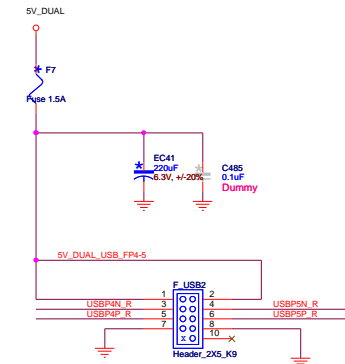 5V_DUAL
F7
Fuse 1.5A
EC41
220uF
6.3V, +/-20%
C485
0.1uF
Dummy
5V_DUAL_USB_FP4-5
F_USB2
1 2
USBP4N_R 3 4 USBP5N_R
USBP4P_R 5 6 USBP5P_R
7 8
x 10
Header_2X5_K9